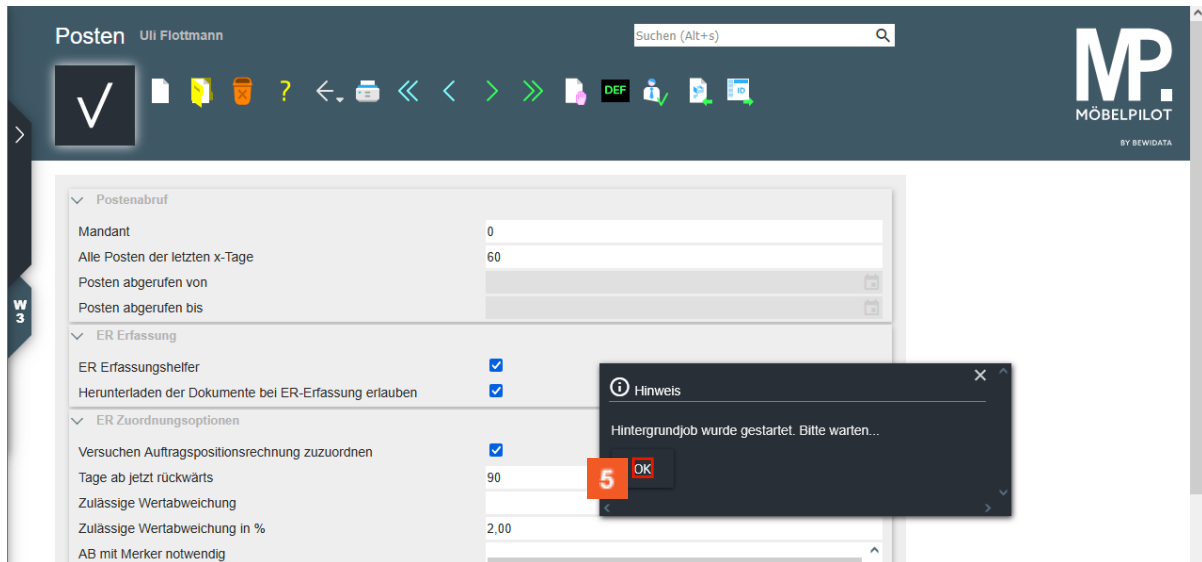 Posten Uli Flottmann
Suchen (Alt+s)
MP.
MÖBELPILOT
BY BEWIDATA
? DEF ID
W
3
Postenabruf
Mandant 0
Alle Posten der letzten x-Tage 60
Posten abgerufen von
Posten abgerufen bis
ER Erfassung
ER Erfassungshelfer
Herunterladen der Dokumente bei ER-Erfassung erlauben
ER Zuordnungsoptionen
Versuchen Auftragspositionsrechnung zuzuordnen
Tage ab jetzt rückwärts 90
Zulässige Wertabweichung
Zulässige Wertabweichung in % 2,00
AB mit Merker notwendig
Hinweis
Hintergrundjob wurde gestartet. Bitte warten...
5 OK